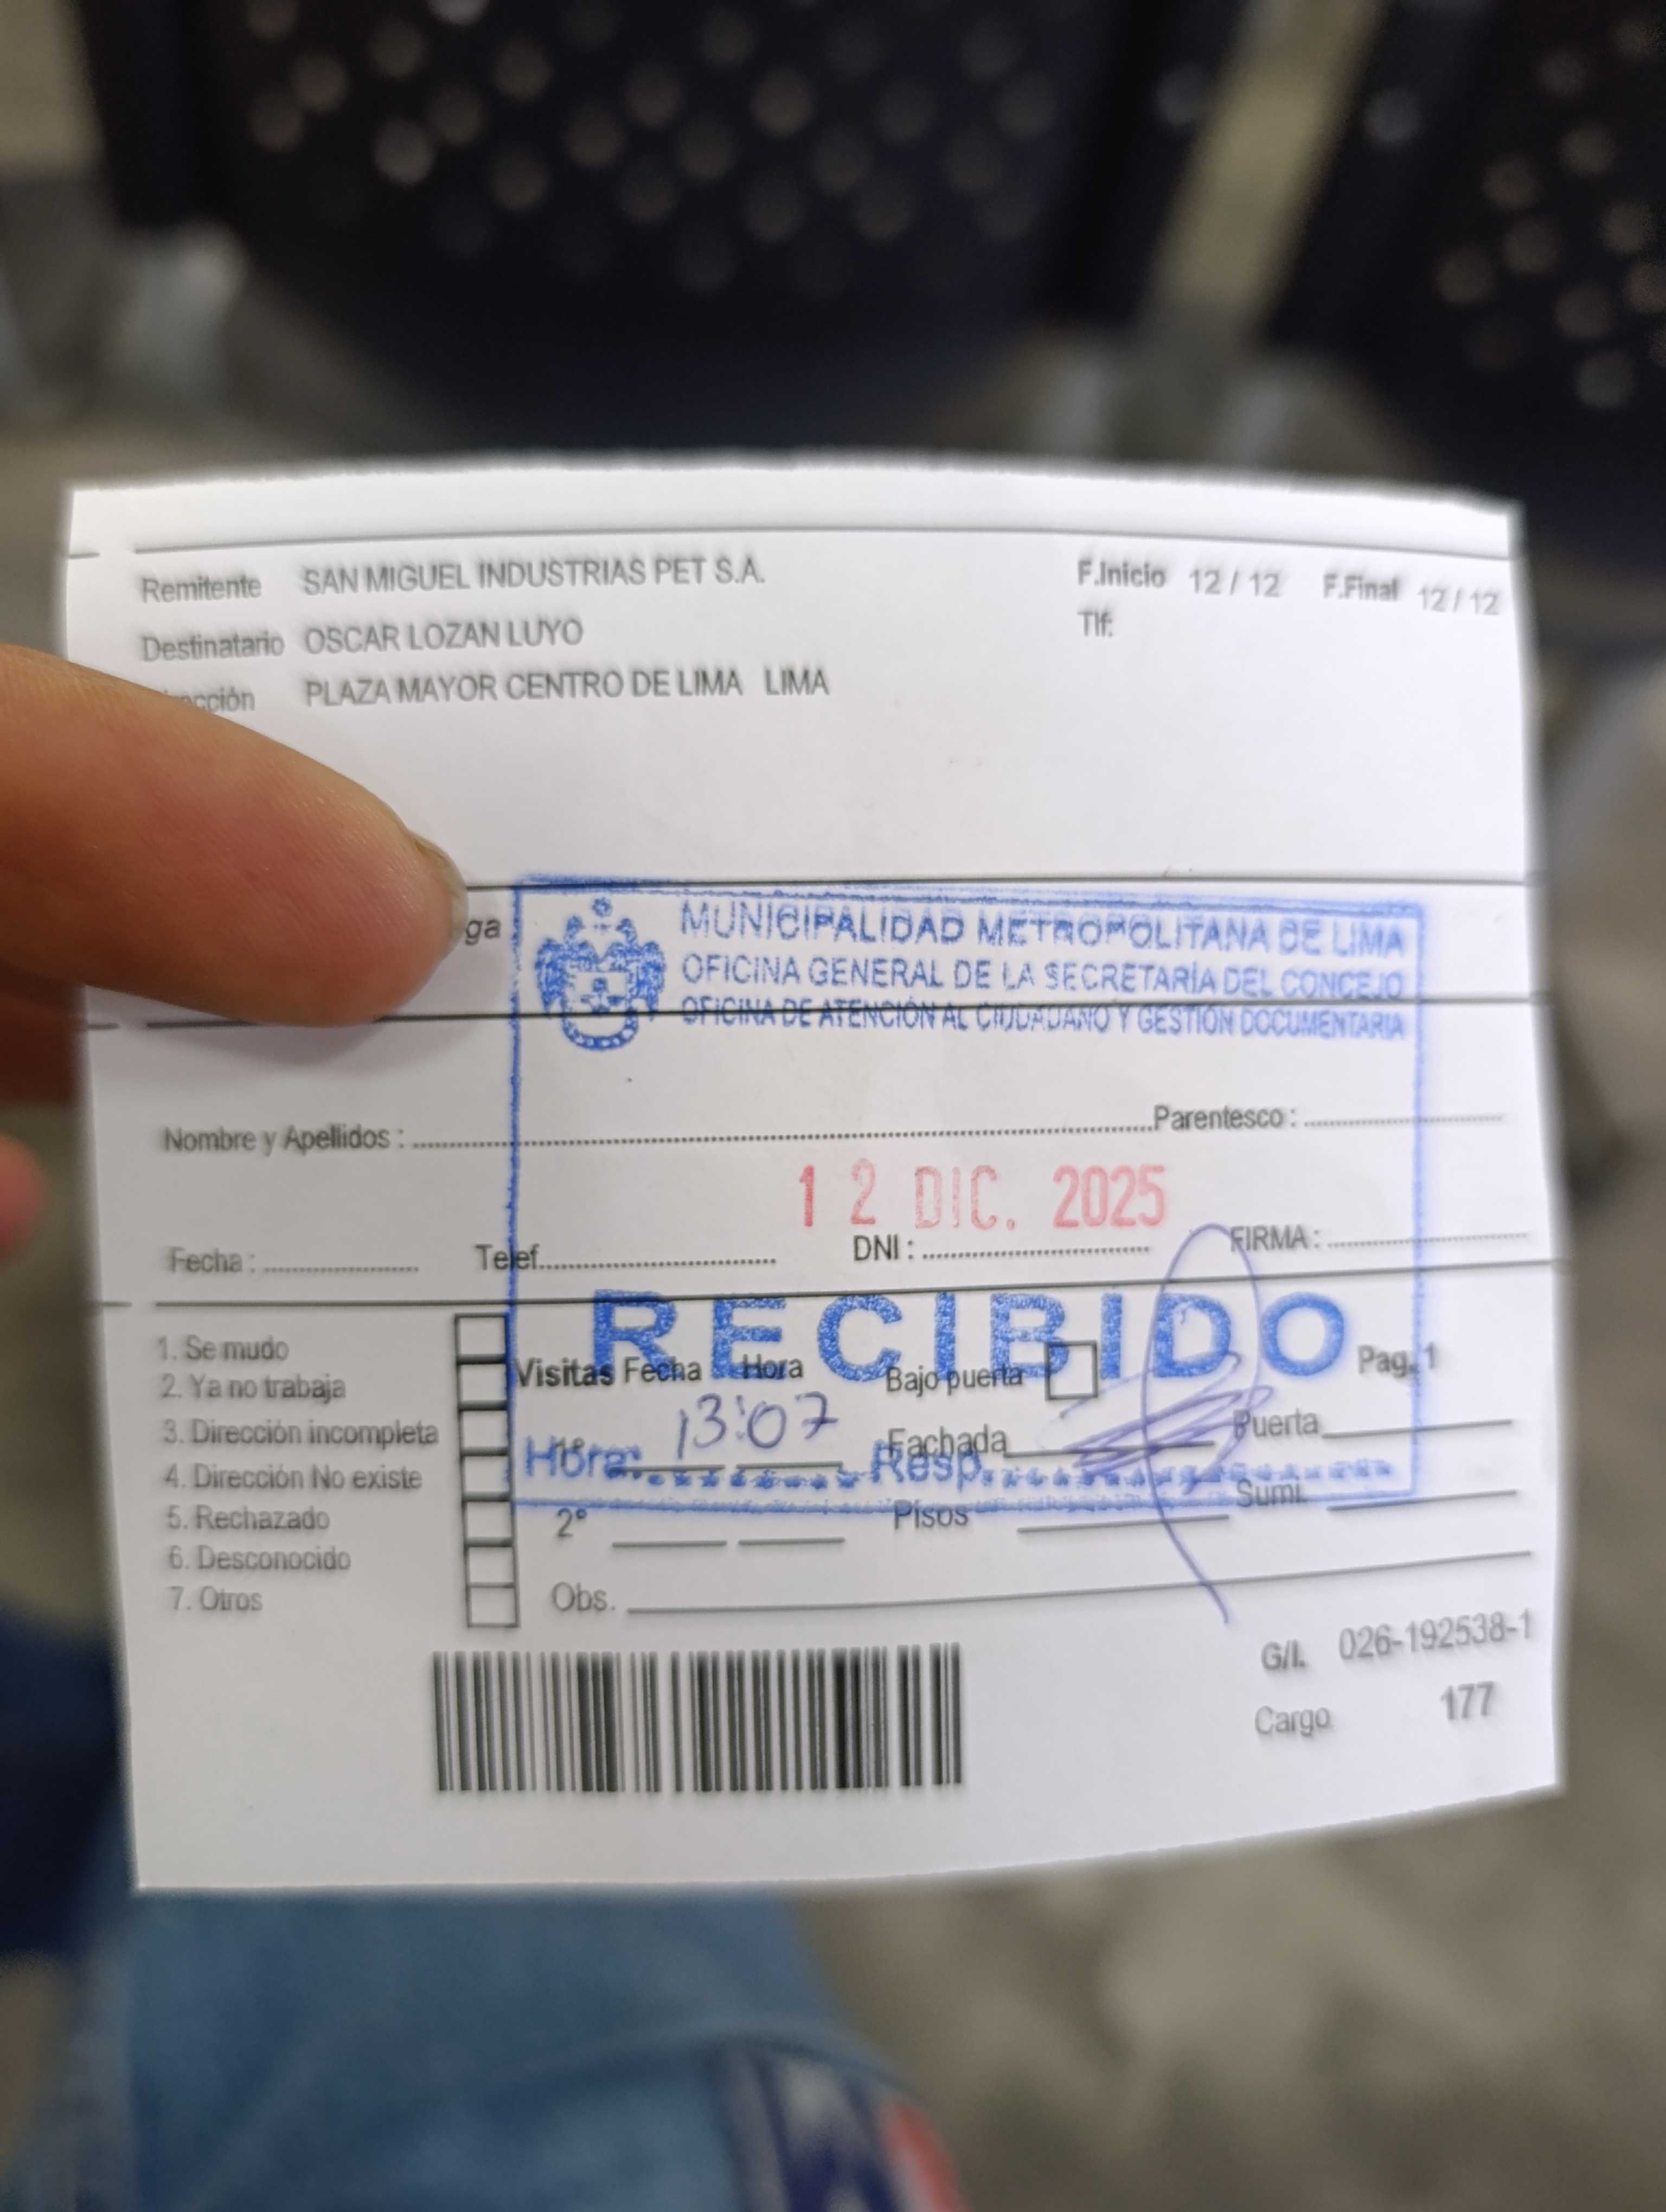 Remitente SAN MIGUEL INDUSTRIAS PET S.A. F.Inicio 12 / 12 F.Final 12 / 12
Destinatario OSCAR LOZAN LUYO Tlf:
cción PLAZA MAYOR CENTRO DE LIMA LIMA
ga
MUNICIPALIDAD METROPOLITANA DE LIMA
OFICINA GENERAL DE LA SECRETARÍA DEL CONCEJO
OFICINA DE ATENCIÓN AL CIUDADANO Y GESTIÓN DOCUMENTARIA
Nombre y Apellidos : Parentesco :
12 DIC. 2025
Fecha : Telef. DNI : FIRMA :
RECIBIDO
1. Se mudo
2. Ya no trabaja
3. Dirección incompleta
4. Dirección No existe
5. Rechazado
6. Desconocido
7. Otros
Visitas Fecha Hora Bajo puerta Pag. 1
13:07
1° Fachada Puerta
Hora: Resp.
2° Pisos Sumi.
Obs.
G/I. 026-192538-1
Cargo 177